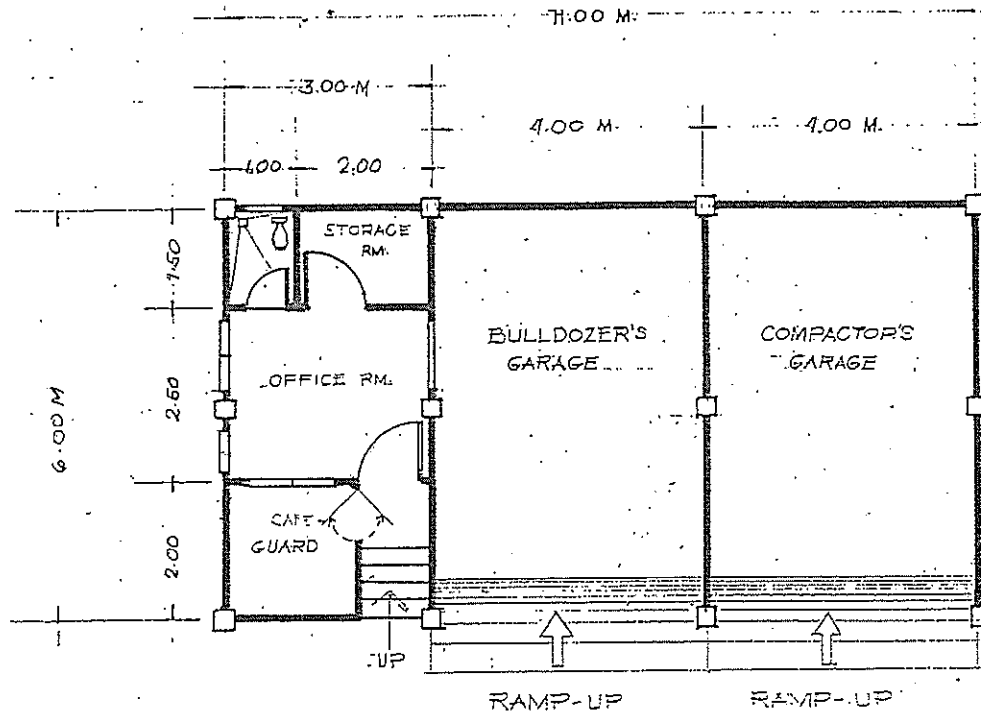 11.00 M.
3.00 M
4.00 M.
4.00 M.
1.00
2.00
STORAGE
RM.
1.50
BULLDOZER'S
GARAGE
COMPACTOR'S
GARAGE
OFFICE RM.
2.50
6.00 M
GUARD
2.00
UP
RAMP-UP
RAMP-UP